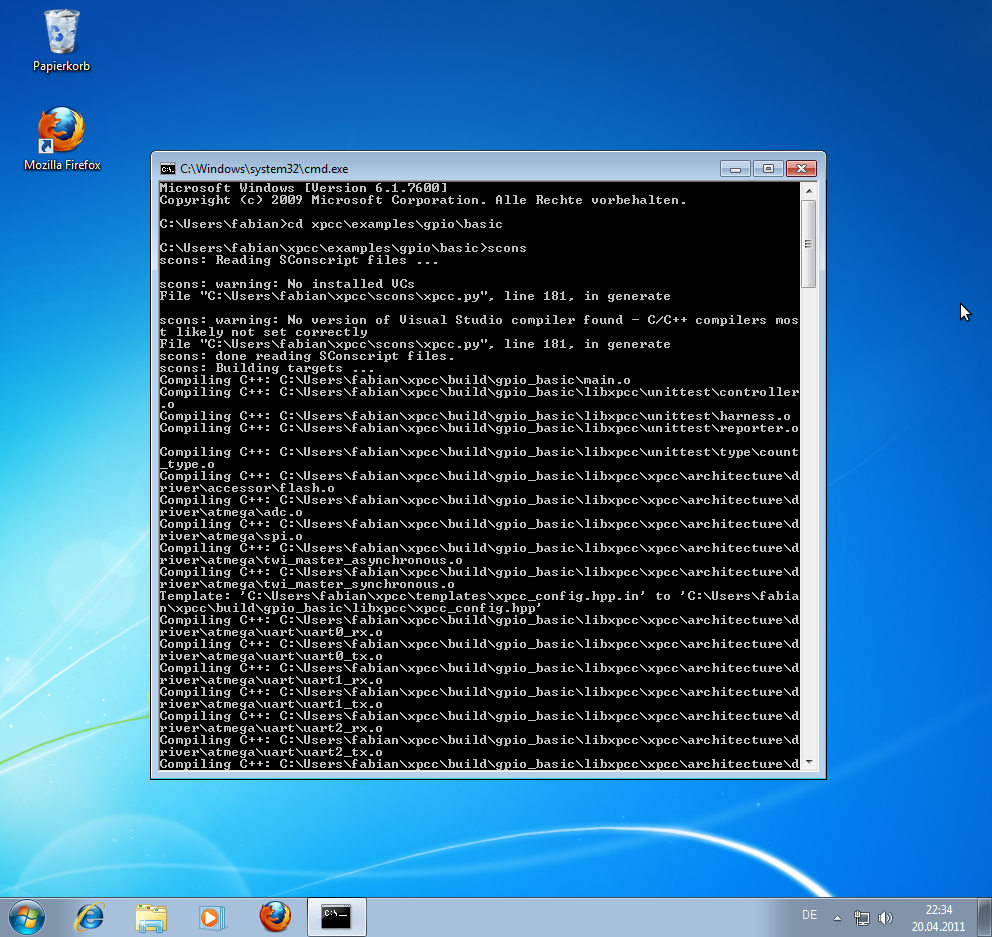 Papierkorb
Mozilla Firefox
C:\Windows\system32\cmd.exe
Microsoft Windows [Version 6.1.7600]
Copyright (c) 2009 Microsoft Corporation. Alle Rechte vorbehalten.
C:\Users\fabian>cd xpcc\examples\gpio\basic
C:\Users\fabian\xpcc\examples\gpio\basic>scons
scons: Reading SConscript files ...
scons: warning: No installed VCs
File "C:\Users\fabian\xpcc\scons\xpcc.py", line 181, in generate
scons: warning: No version of Visual Studio compiler found - C/C++ compilers mos
t likely not set correctly
File "C:\Users\fabian\xpcc\scons\xpcc.py", line 181, in generate
scons: done reading SConscript files.
scons: Building targets ...
Compiling C++: C:\Users\fabian\xpcc\build\gpio_basic\main.o
Compiling C++: C:\Users\fabian\xpcc\build\gpio_basic\libxpcc\unittest\controller
.o
Compiling C++: C:\Users\fabian\xpcc\build\gpio_basic\libxpcc\unittest\harness.o
Compiling C++: C:\Users\fabian\xpcc\build\gpio_basic\libxpcc\unittest\reporter.o
Compiling C++: C:\Users\fabian\xpcc\build\gpio_basic\libxpcc\unittest\type\count
_type.o
Compiling C++: C:\Users\fabian\xpcc\build\gpio_basic\libxpcc\xpcc\architecture\d
river\accessor\flash.o
Compiling C++: C:\Users\fabian\xpcc\build\gpio_basic\libxpcc\xpcc\architecture\d
river\atmega\adc.o
Compiling C++: C:\Users\fabian\xpcc\build\gpio_basic\libxpcc\xpcc\architecture\d
river\atmega\spi.o
Compiling C++: C:\Users\fabian\xpcc\build\gpio_basic\libxpcc\xpcc\architecture\d
river\atmega\twi_master_asynchronous.o
Compiling C++: C:\Users\fabian\xpcc\build\gpio_basic\libxpcc\xpcc\architecture\d
river\atmega\twi_master_synchronous.o
Template: 'C:\Users\fabian\xpcc\templates\xpcc_config.hpp.in' to 'C:\Users\fabia
n\xpcc\build\gpio_basic\libxpcc\xpcc_config.hpp'
Compiling C++: C:\Users\fabian\xpcc\build\gpio_basic\libxpcc\xpcc\architecture\d
river\atmega\uart\uart0_rx.o
Compiling C++: C:\Users\fabian\xpcc\build\gpio_basic\libxpcc\xpcc\architecture\d
river\atmega\uart\uart0_tx.o
Compiling C++: C:\Users\fabian\xpcc\build\gpio_basic\libxpcc\xpcc\architecture\d
river\atmega\uart\uart1_rx.o
Compiling C++: C:\Users\fabian\xpcc\build\gpio_basic\libxpcc\xpcc\architecture\d
river\atmega\uart\uart1_tx.o
Compiling C++: C:\Users\fabian\xpcc\build\gpio_basic\libxpcc\xpcc\architecture\d
river\atmega\uart\uart2_rx.o
Compiling C++: C:\Users\fabian\xpcc\build\gpio_basic\libxpcc\xpcc\architecture\d
river\atmega\uart\uart2_tx.o
Compiling C++: C:\Users\fabian\xpcc\build\gpio_basic\libxpcc\xpcc\architecture\d
DE
22:34
20.04.2011